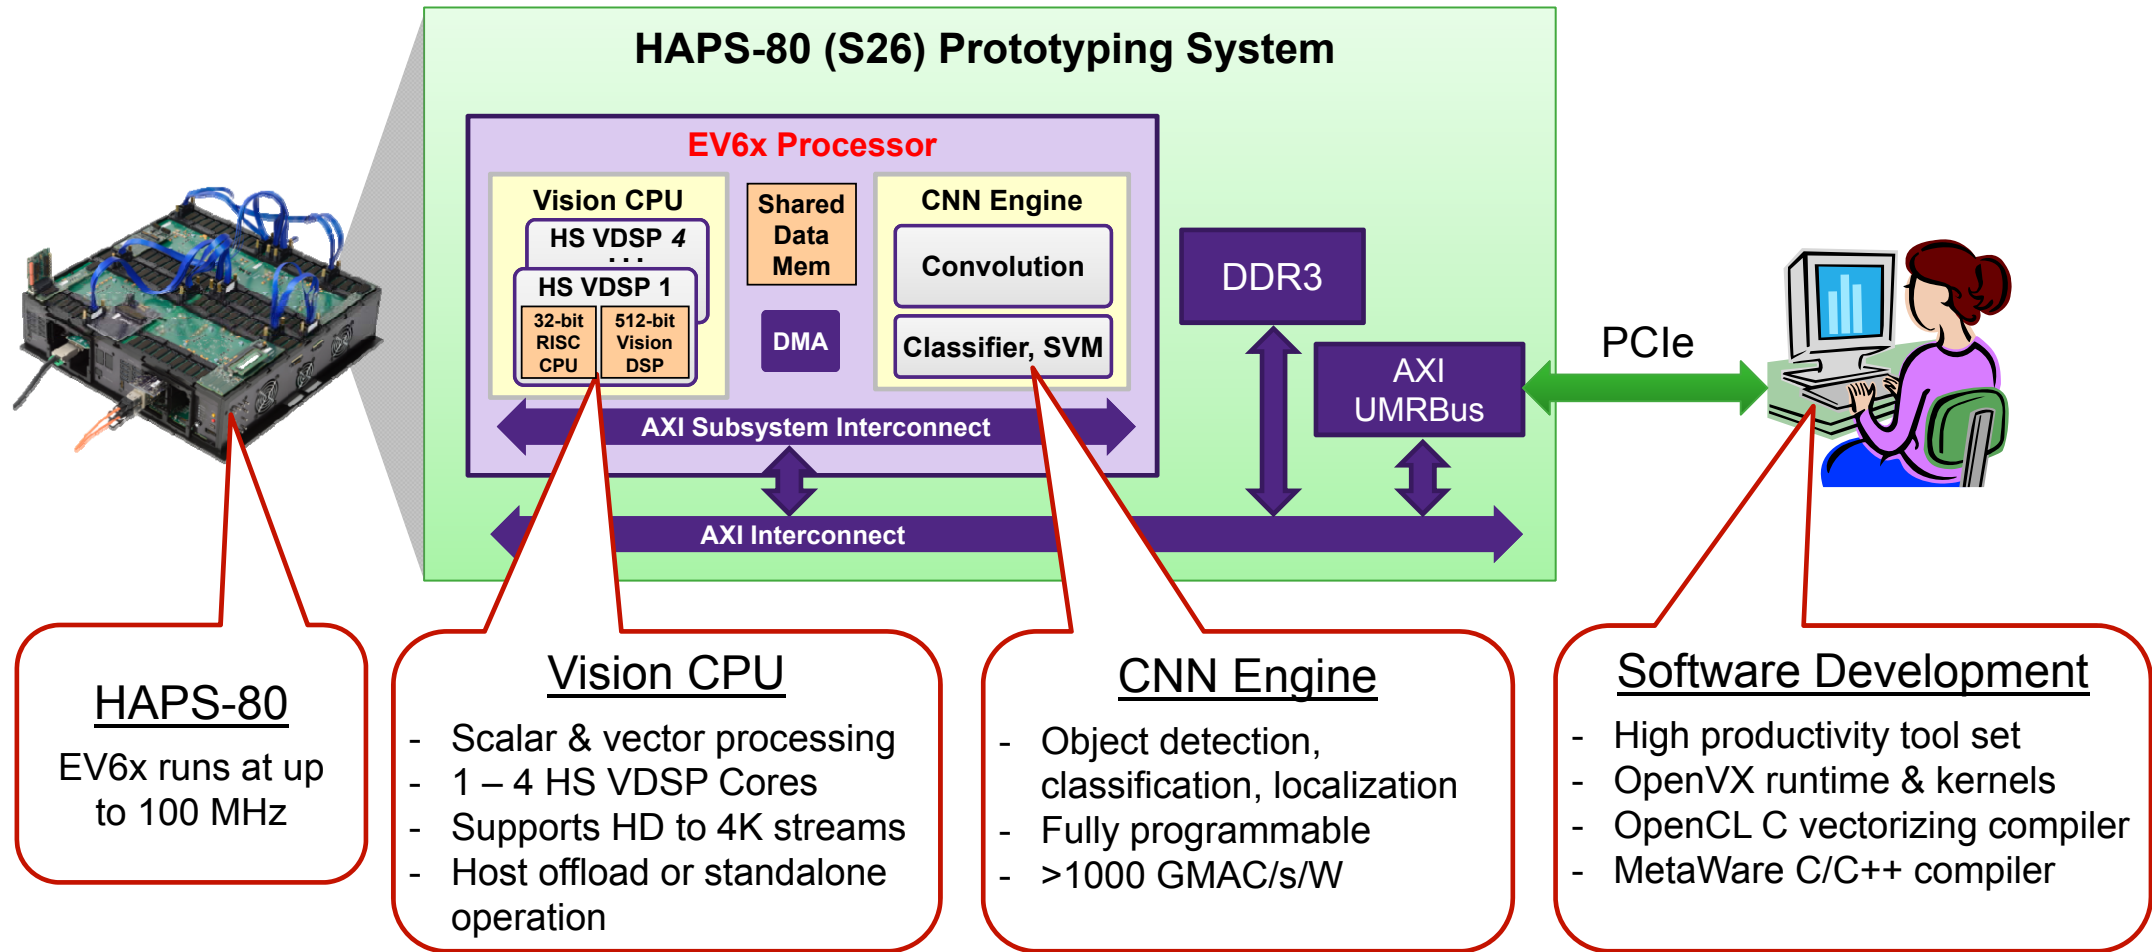 HAPS-80 (S26) Prototyping System
EV6x Processor
Vision CPU
HS VDSP 4
...
HS VDSP 1
32-bit
RISC
CPU
512-bit
Vision
DSP
Shared
Data
Mem
DMA
CNN Engine
Convolution
Classifier, SVM
AXI Subsystem Interconnect
AXI Interconnect
DDR3
AXI
UMRBus
PCIe
HAPS-80
EV6x runs at up
to 100 MHz
Vision CPU
- Scalar & vector processing
- 1 – 4 HS VDSP Cores
- Supports HD to 4K streams
- Host offload or standalone
operation
CNN Engine
- Object detection,
classification, localization
- Fully programmable
- >1000 GMAC/s/W
Software Development
- High productivity tool set
- OpenVX runtime & kernels
- OpenCL C vectorizing compiler
- MetaWare C/C++ compiler